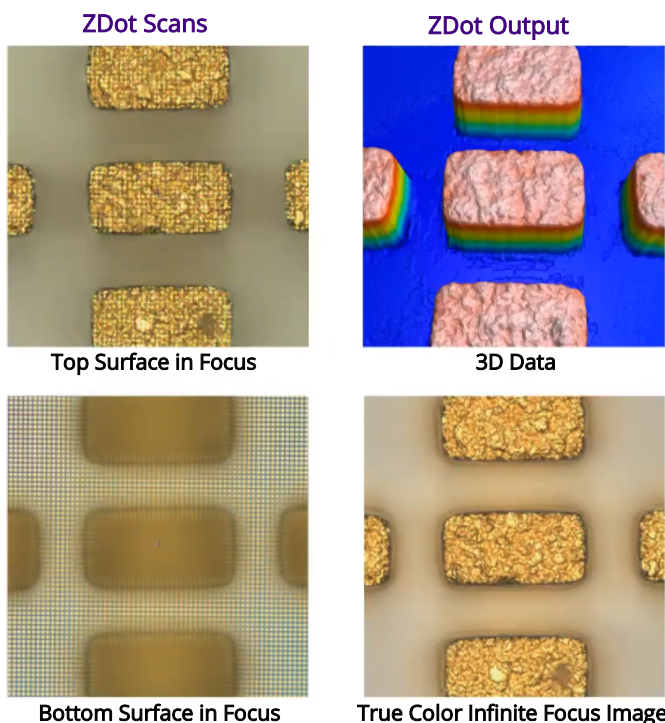 ZDot Scans
ZDot Output
Top Surface in Focus
3D Data
Bottom Surface in Focus
True Color Infinite Focus Image